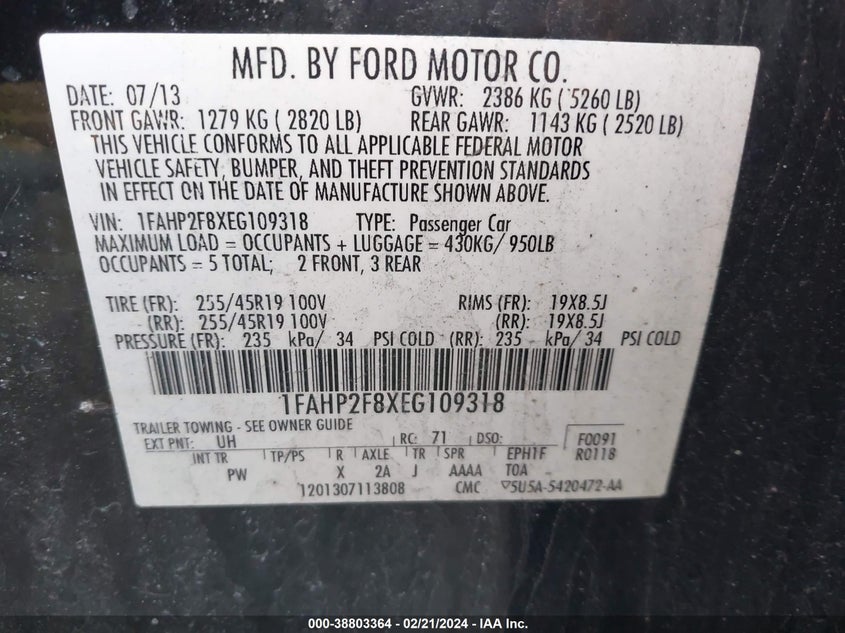 MFD. BY FORD MOTOR CO.
DATE: 07/13 GVWR: 2386 KG ( 5260 LB)
FRONT GAWR: 1279 KG ( 2820 LB) REAR GAWR: 1143 KG ( 2520 LB)
THIS VEHICLE CONFORMS TO ALL APPLICABLE FEDERAL MOTOR
VEHICLE SAFETY, BUMPER, AND THEFT PREVENTION STANDARDS
IN EFFECT ON THE DATE OF MANUFACTURE SHOWN ABOVE.
VIN: 1FAHP2F8XEG109318 TYPE: Passenger Car
MAXIMUM LOAD = OCCUPANTS + LUGGAGE = 430KG/ 950LB
OCCUPANTS = 5 TOTAL; 2 FRONT, 3 REAR
TIRE (FR): 255/45R19 100V RIMS (FR): 19X8.5J
(RR): 255/45R19 100V (RR): 19X8.5J
PRESSURE (FR): 235 kPa/ 34 PSI COLD (RR): 235 kPa/ 34 PSI COLD
1FAHP2F8XEG109318
TRAILER TOWING - SEE OWNER GUIDE
EXT PNT: UH RC: 71 DSO: F0091
INT TR TP/PS R AXLE TR SPR EPH1F R0118
PW X 2A J AAAA T0A
1201307113808 CMC ▽5U5A-5420472-AA
000-38803364 - 02/21/2024 - IAA Inc.